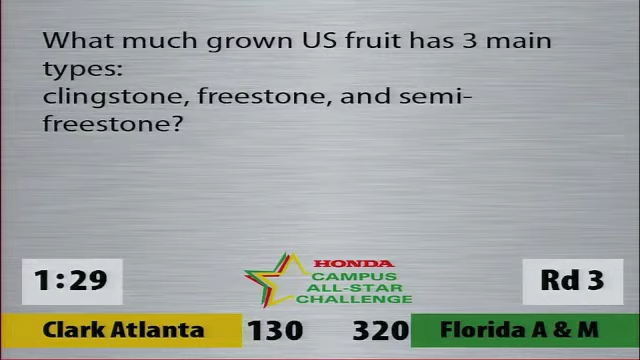 What much grown US fruit has 3 main
types:
clingstone, freestone, and semi-
freestone?
1:29
HONDA
CAMPUS
ALL-STAR
CHALLENGE
Rd 3
Clark Atlanta 130 320 Florida A & M